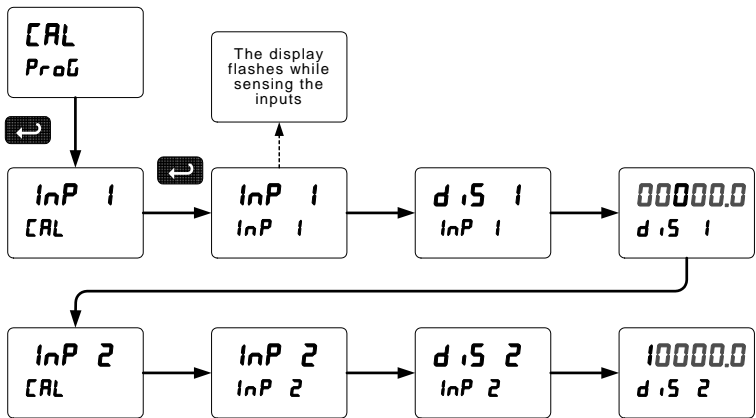 CAL
ProG
The display
flashes while
sensing the
inputs
InP 1
CAL
InP 1
InP 1
diS 1
InP 1
00000.0
diS 1
InP 2
CAL
InP 2
InP 2
diS 2
InP 2
10000.0
diS 2